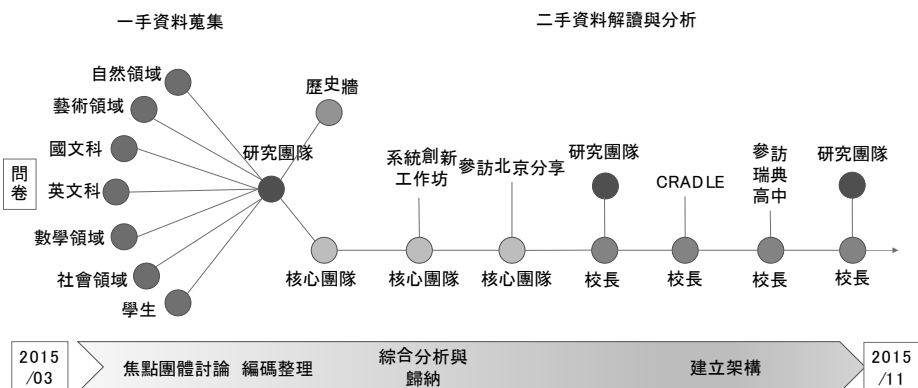 一手資料蒐集
二手資料解讀與分析
自然領域
藝術領域
國文科
英文科
數學領域
社會領域
學生
問卷
研究團隊
歷史牆
核心團隊
系統創新
工作坊
核心團隊
參訪北京分享
核心團隊
研究團隊
校長
CRADLE
校長
參訪
瑞典
高中
校長
研究團隊
校長
2015
/03
焦點團體討論 編碼整理
綜合分析與
歸納
建立架構
2015
/11